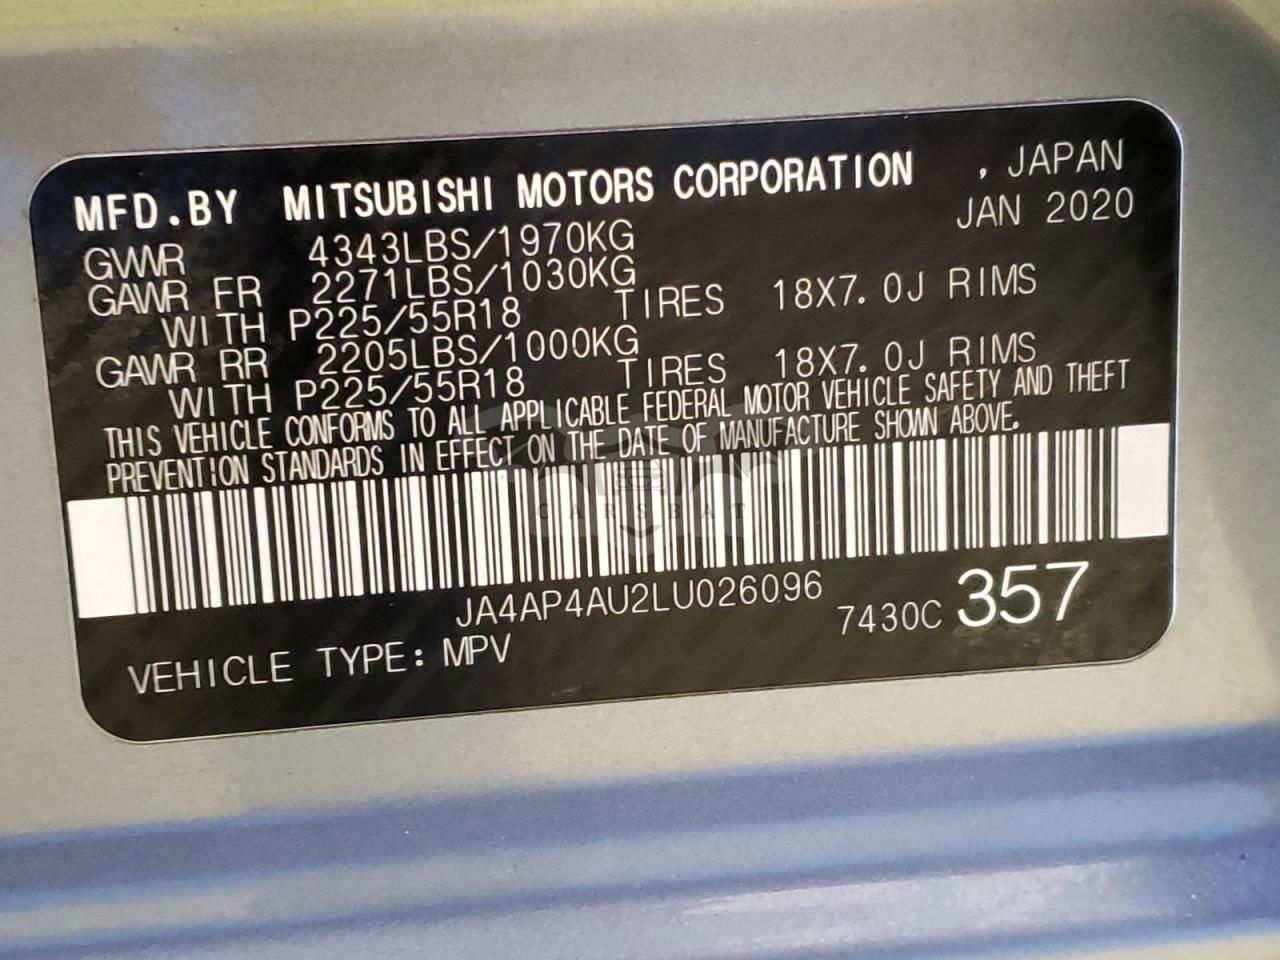 MFD.BY MITSUBISHI MOTORS CORPORATION , JAPAN
GVWR 4343LBS/1970KG JAN 2020
GAWR FR 2271LBS/1030KG
WITH P225/55R18 TIRES 18X7.0J RIMS
GAWR RR 2205LBS/1000KG
WITH P225/55R18 TIRES 18X7.0J RIMS
THIS VEHICLE CONFORMS TO ALL APPLICABLE FEDERAL MOTOR VEHICLE SAFETY AND THEFT
PREVENTION STANDARDS IN EFFECT ON THE DATE OF MANUFACTURE SHOWN ABOVE.
CARSBAT
JA4AP4AU2LU026096
7430C 357
VEHICLE TYPE: MPV